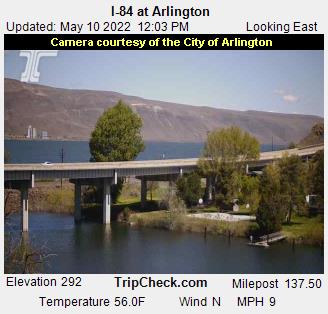 I-84 at Arlington
Updated: May 10 2022 12:03 PM Looking East
Camera courtesy of the City of Arlington
Elevation 292 TripCheck.com Milepost 137.50
Temperature 56.0F Wind N MPH 9